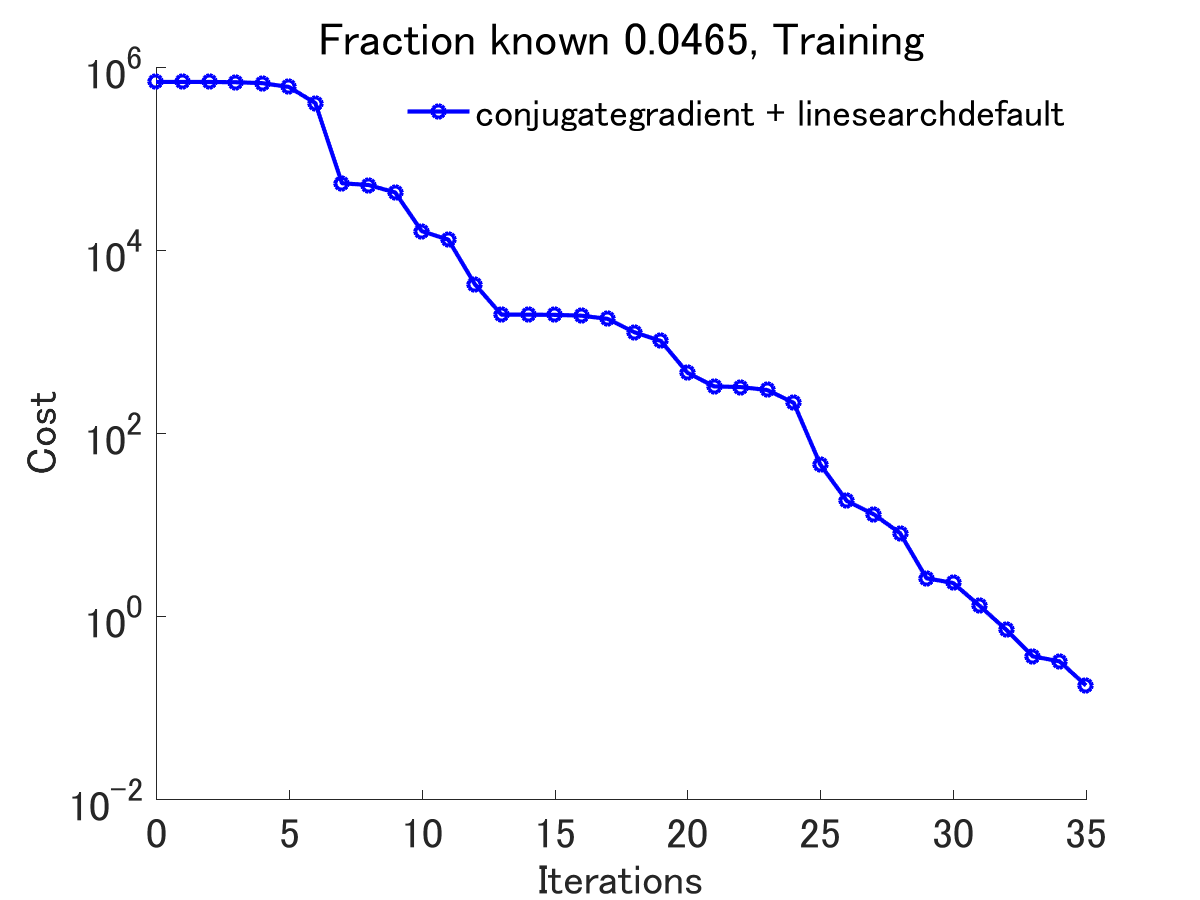 Fraction known 0.0465, Training
conjugategradient + linesearchdefault
10^6
10^4
10^2
10^0
10^-2
Cost
0 5 10 15 20 25 30 35
Iterations